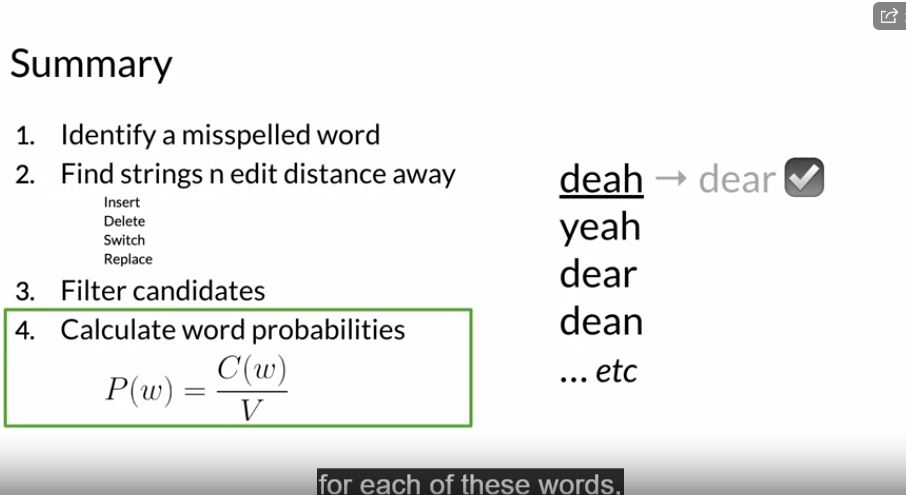 Summary
1. Identify a misspelled word
2. Find strings n edit distance away
Insert
Delete
Switch
Replace
3. Filter candidates
4. Calculate word probabilities
P(w) = C(w) / V
deah → dear
yeah
dear
dean
... etc
for each of these words,